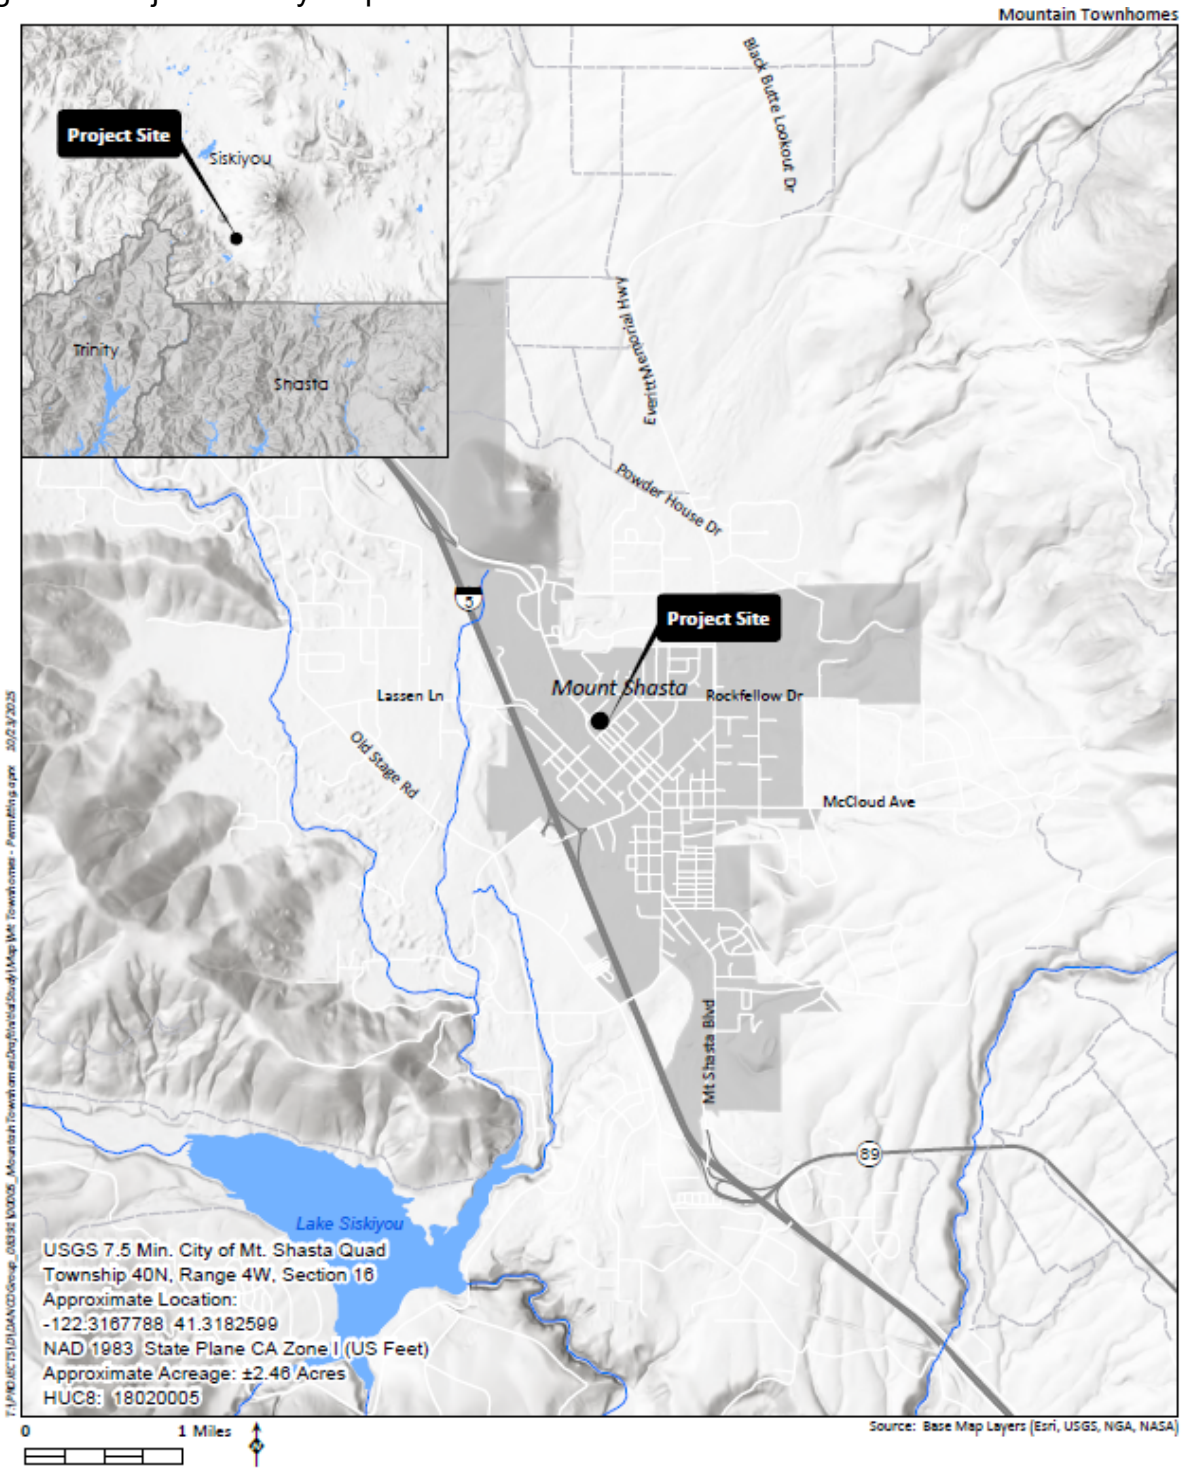 Mountain Townhomes
Black Butte Lookout Dr
Project Site
Siskiyou
Trinity
Shasta
Everitt Memorial Hwy
Powder House Dr
5
Project Site
Mount Shasta
Lassen Ln
Rockfellow Dr
Old Stage Rd
McCloud Ave
Mt Shasta Blvd
89
Lake Siskiyou
USGS 7.5 Min. City of Mt. Shasta Quad
Township 40N, Range 4W, Section 16
Approximate Location:
-122.3167788 41.3182599
NAD 1983 State Plane CA Zone I (US Feet)
Approximate Acreage: ±2.46 Acres
HUC8: 18020005
10/23/2025
0 1 Miles
N
Source: Base Map Layers (Esri, USGS, NGA, NASA)